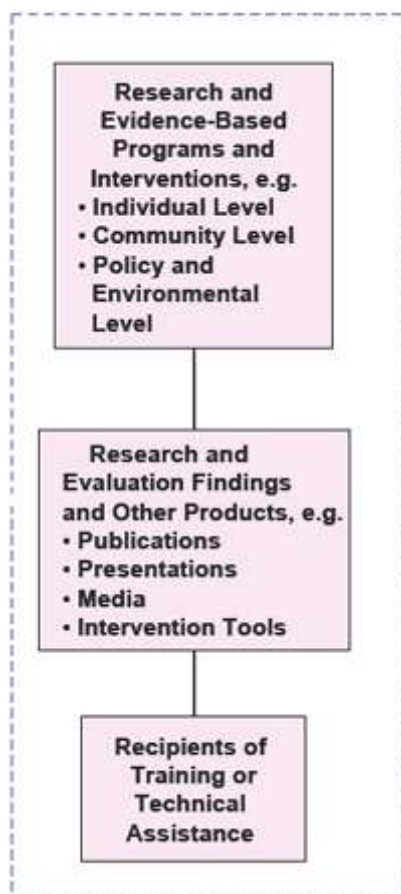 Research and
Evidence-Based
Programs and
Interventions, e.g.
• Individual Level
• Community Level
• Policy and
Environmental
Level
Research and
Evaluation Findings
and Other Products, e.g.
• Publications
• Presentations
• Media
• Intervention Tools
Recipients of
Training or
Technical
Assistance